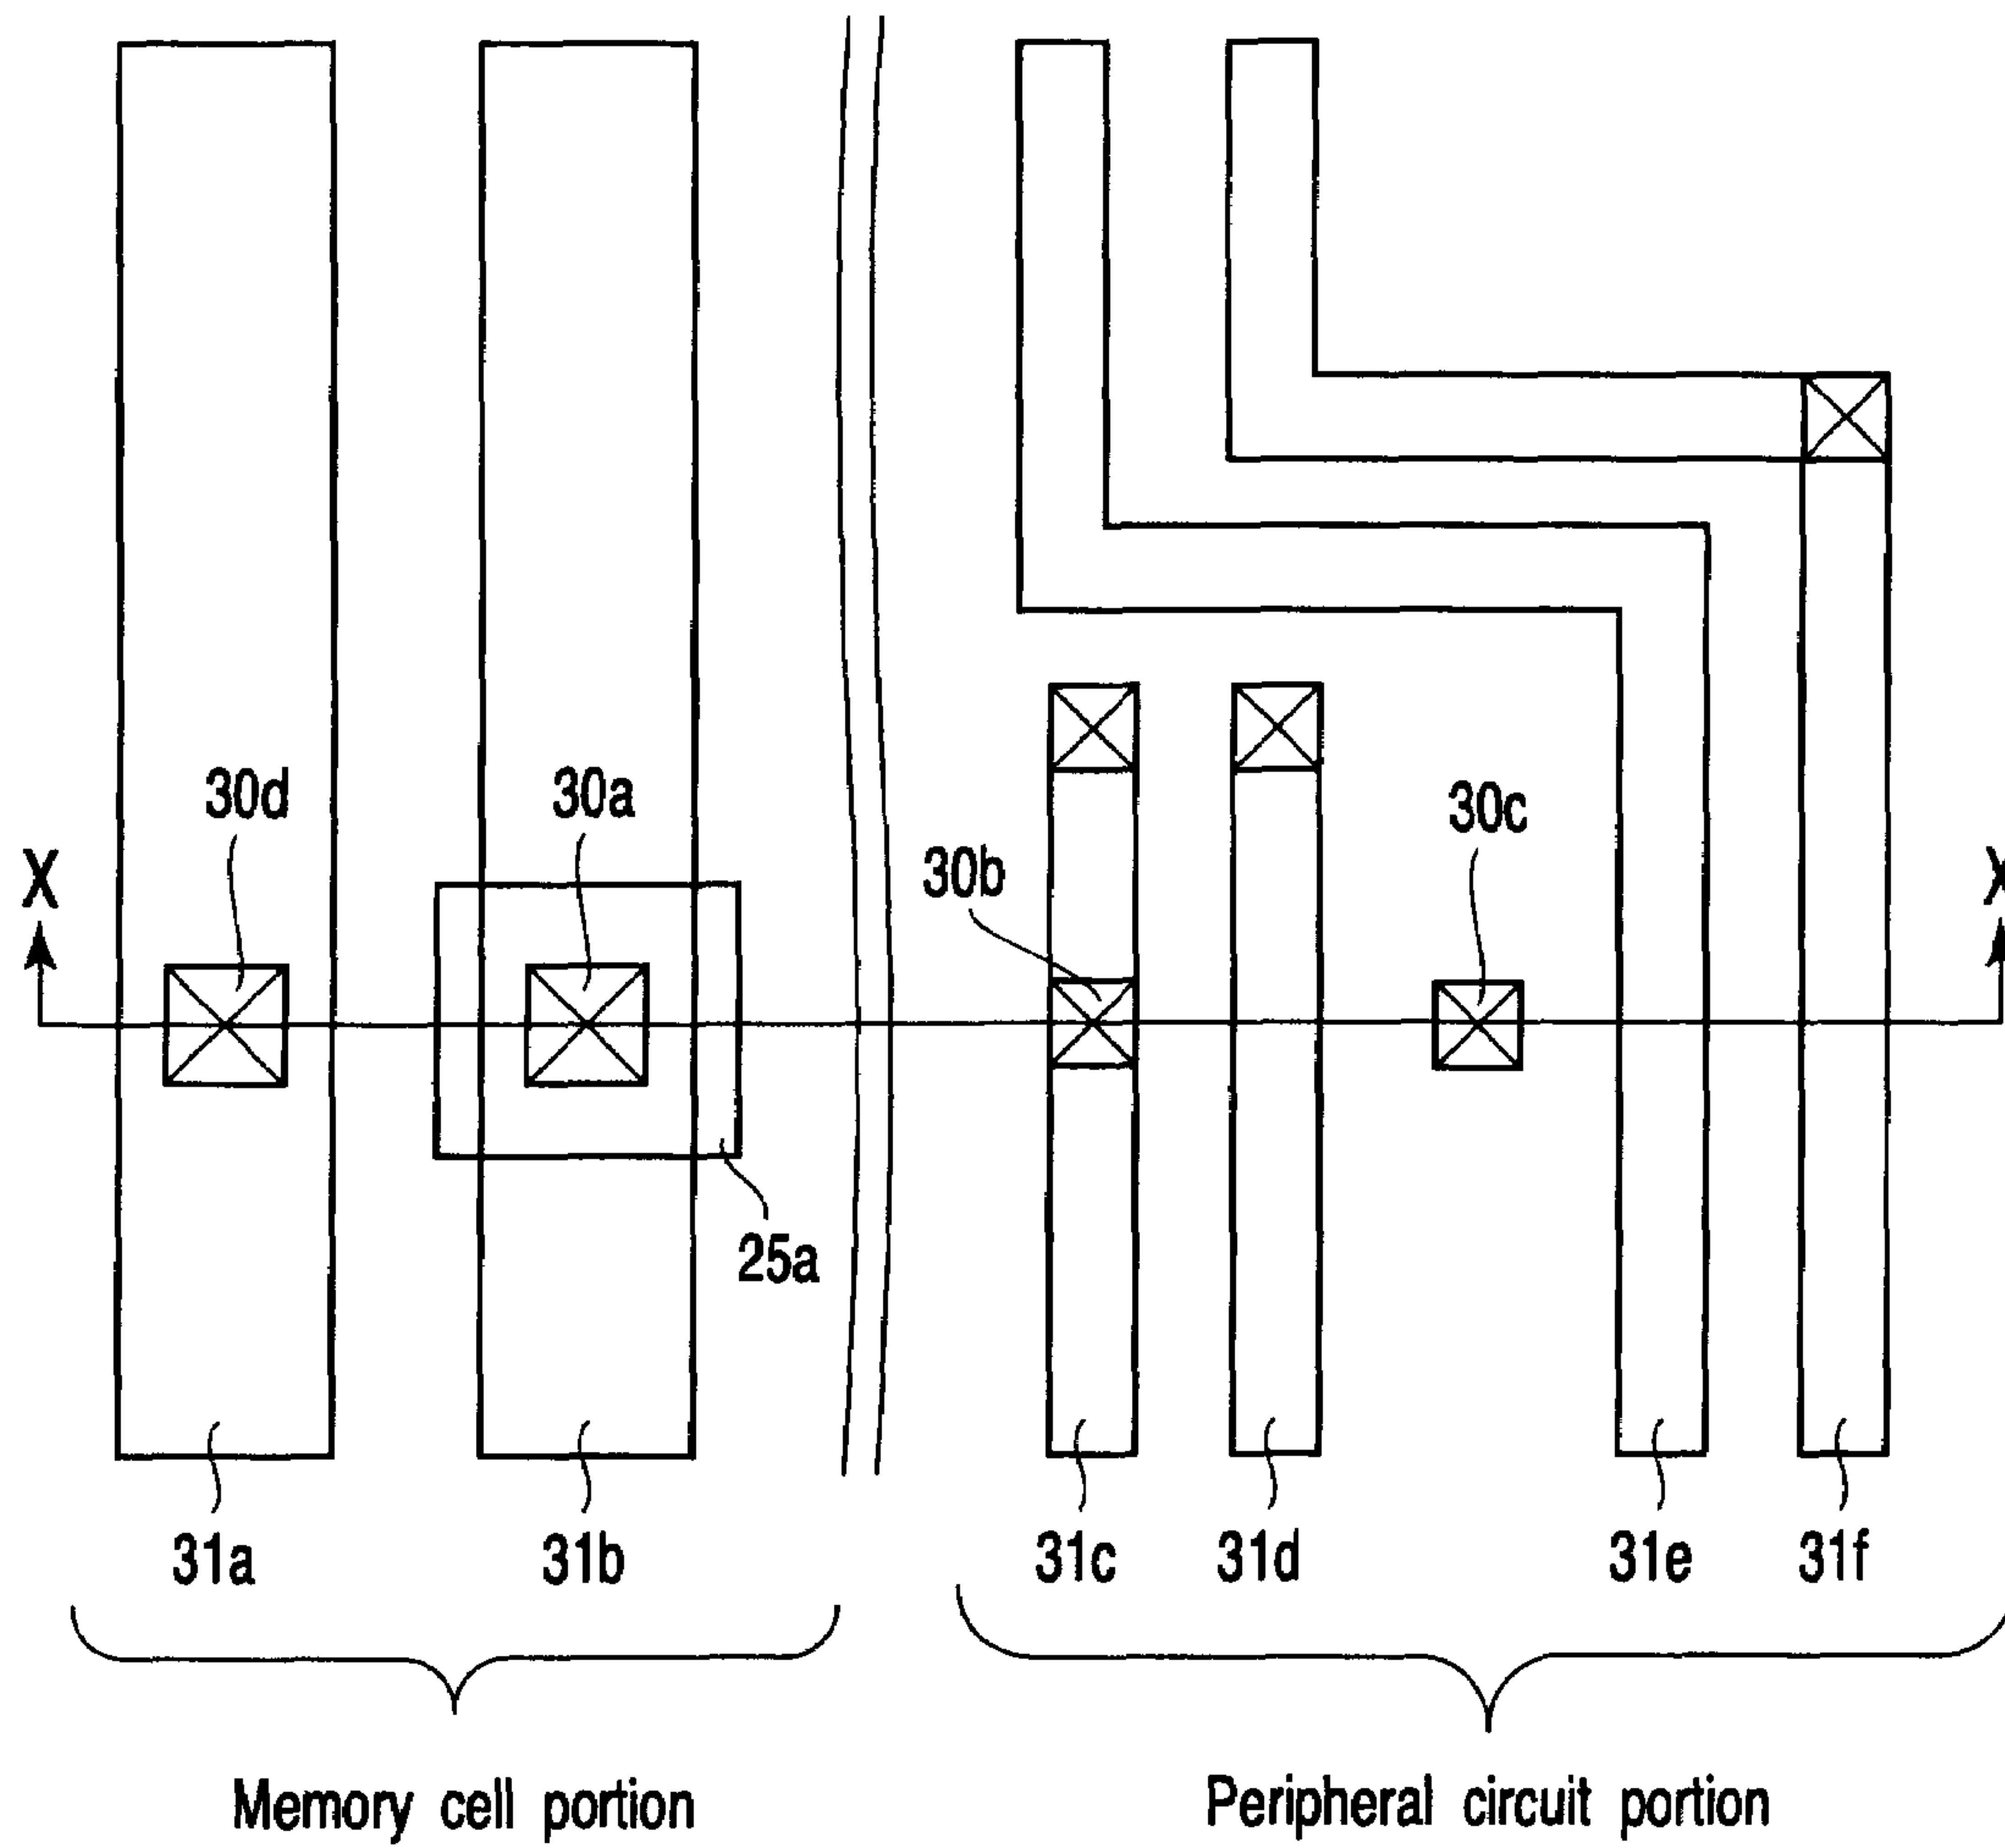 30d
30a
30c
30b
X
X
25a
31a
31b
31c
31d
31e
31f
Memory cell portion
Peripheral circuit portion